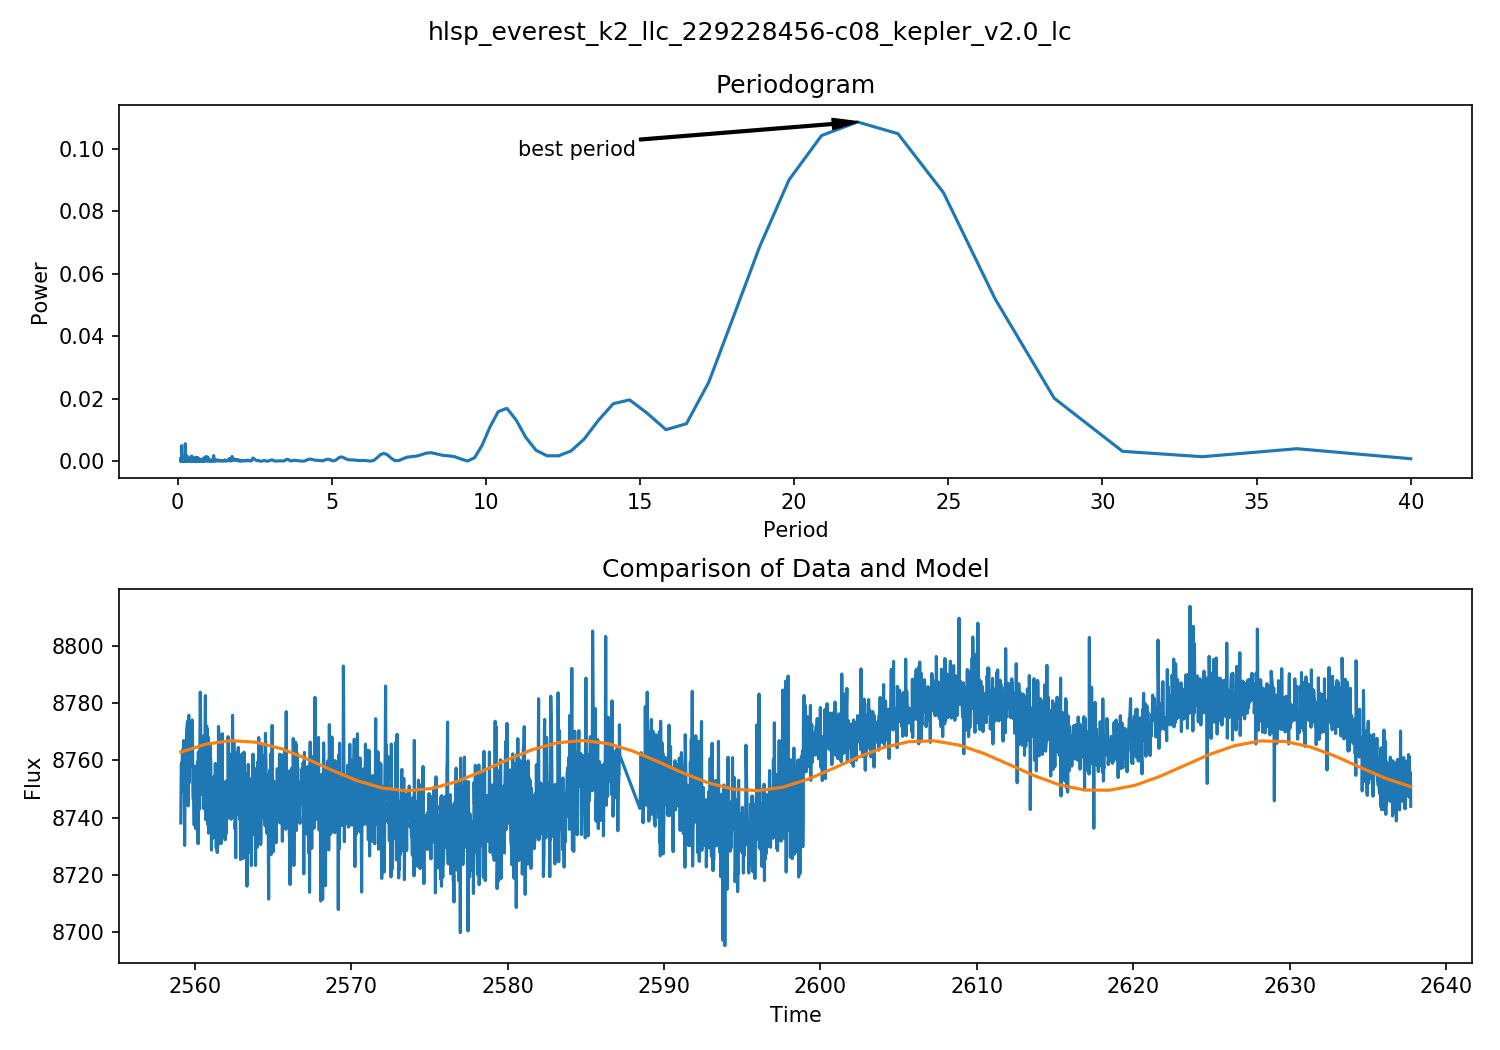 hlsp_everest_k2_llc_229228456-c08_kepler_v2.0_lc
Periodogram
best period
0.10
0.08
0.06
0.04
0.02
0.00
Power
0 5 10 15 20 25 30 35 40
Period
Comparison of Data and Model
8800
8780
8760
8740
8720
8700
Flux
2560 2570 2580 2590 2600 2610 2620 2630 2640
Time